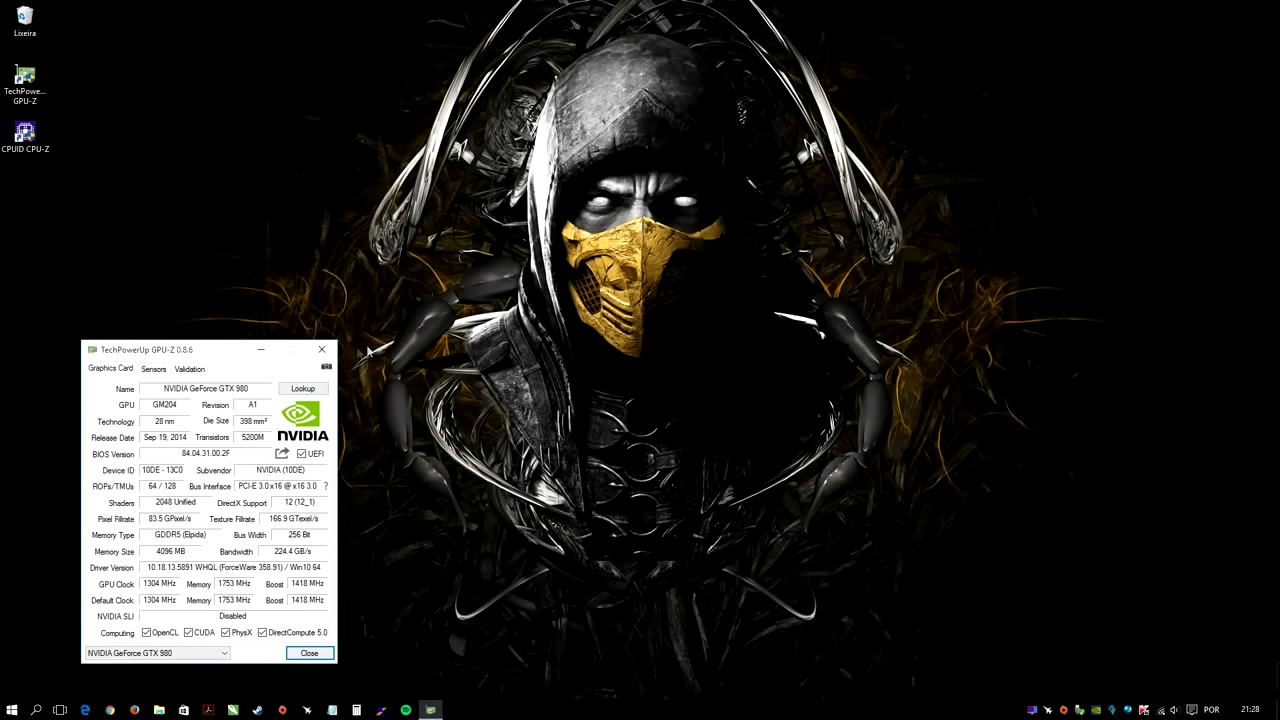 Lixeira
TechPowe...
GPU-Z
CPUID CPU-Z
TechPowerUp GPU-Z 0.8.6
Graphics Card Sensors Validation
Name NVIDIA GeForce GTX 980 Lookup
GPU GM204 Revision A1
Technology 28 nm Die Size 398 mm²
NVIDIA
Release Date Sep 19, 2014 Transistors 5200M
BIOS Version 84.04.31.00.2F UEFI
Device ID 10DE - 13C0 Subvendor NVIDIA (10DE)
ROPs/TMUs 64 / 128 Bus Interface PCI-E 3.0 x16 @ x16 3.0 ?
Shaders 2048 Unified DirectX Support 12 (12_1)
Pixel Fillrate 83.5 GPixel/s Texture Fillrate 166.9 GTexel/s
Memory Type GDDR5 (Elpida) Bus Width 256 Bit
Memory Size 4096 MB Bandwidth 224.4 GB/s
Driver Version 10.18.13.5891 WHQL (ForceWare 358.91) / Win10 64
GPU Clock 1304 MHz Memory 1753 MHz Boost 1418 MHz
Default Clock 1304 MHz Memory 1753 MHz Boost 1418 MHz
NVIDIA SLI Disabled
Computing OpenCL CUDA PhysX DirectCompute 5.0
NVIDIA GeForce GTX 980 Close
POR 21:28